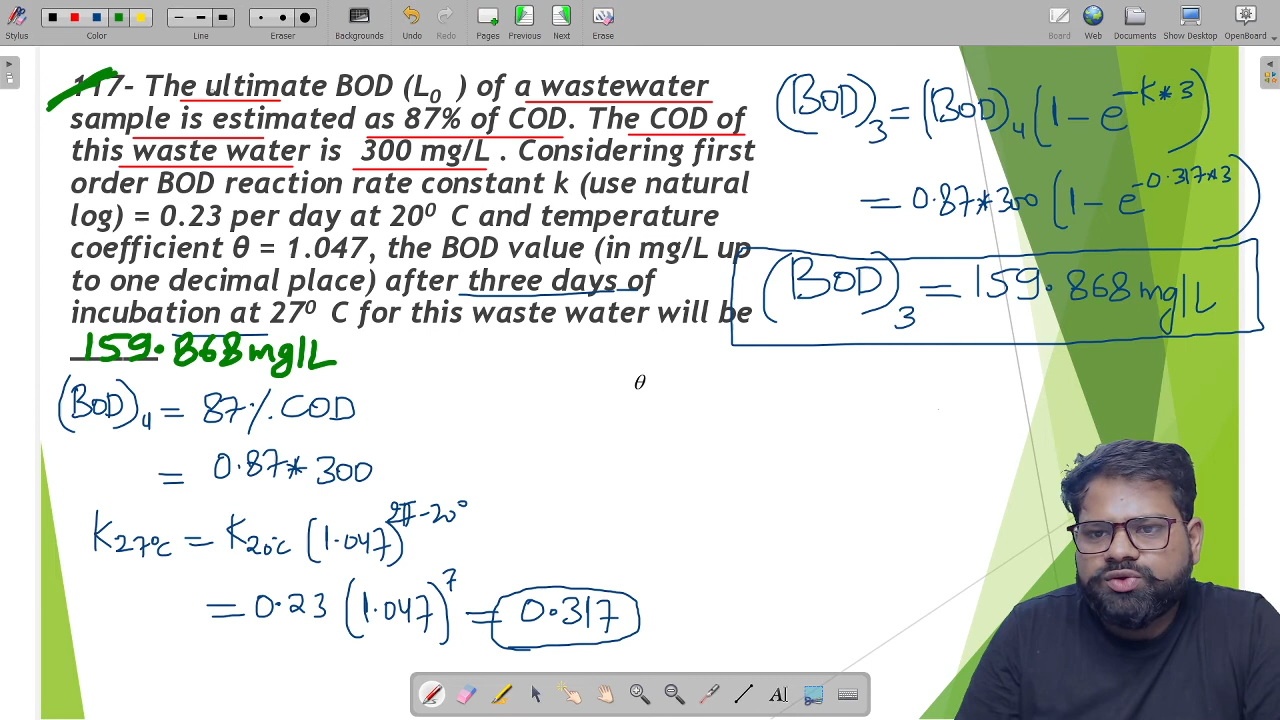 Stylus
Color
Line
Eraser
Backgrounds
Undo
Redo
Pages
Previous
Next
Erase
Board
Web
Documents
Show Desktop
OpenBoard
117- The ultimate BOD (L₀ ) of a wastewater
sample is estimated as 87% of COD. The COD of
this waste water is 300 mg/L . Considering first
order BOD reaction rate constant k (use natural
log) = 0.23 per day at 20⁰ C and temperature
coefficient θ = 1.047, the BOD value (in mg/L up
to one decimal place) after three days of
incubation at 27⁰ C for this waste water will be
159.868 mg/L
(BOD)₄ = 87% COD
= 0.87*300
K₂₇°C = K₂₀°C (1.047)^27-20°
= 0.23 (1.047)^7 = 0.317
(BOD)₃ = (BOD)₄ (1 - e^-K*3)
= 0.87*300 (1 - e^-0.317*3)
(BOD)₃ = 159.868 mg/L
θ
AI